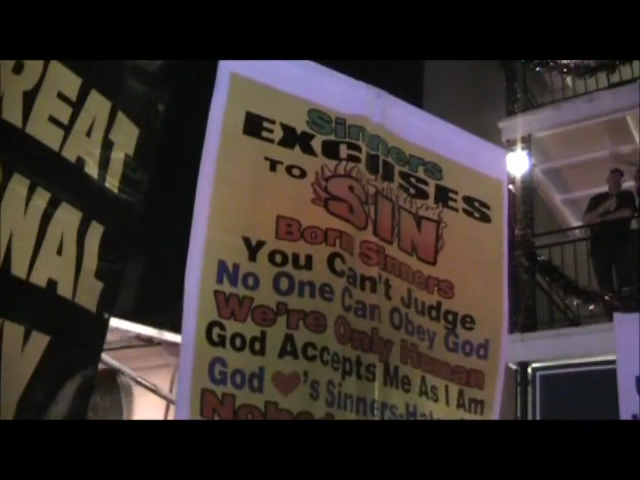 REAT
NAL
Y
Sinners
EXCUSES
TO SIN
Born Sinners
You Can't Judge
No One Can Obey God
We're Only Human
God Accepts Me As I Am
God ❤'s Sinners-